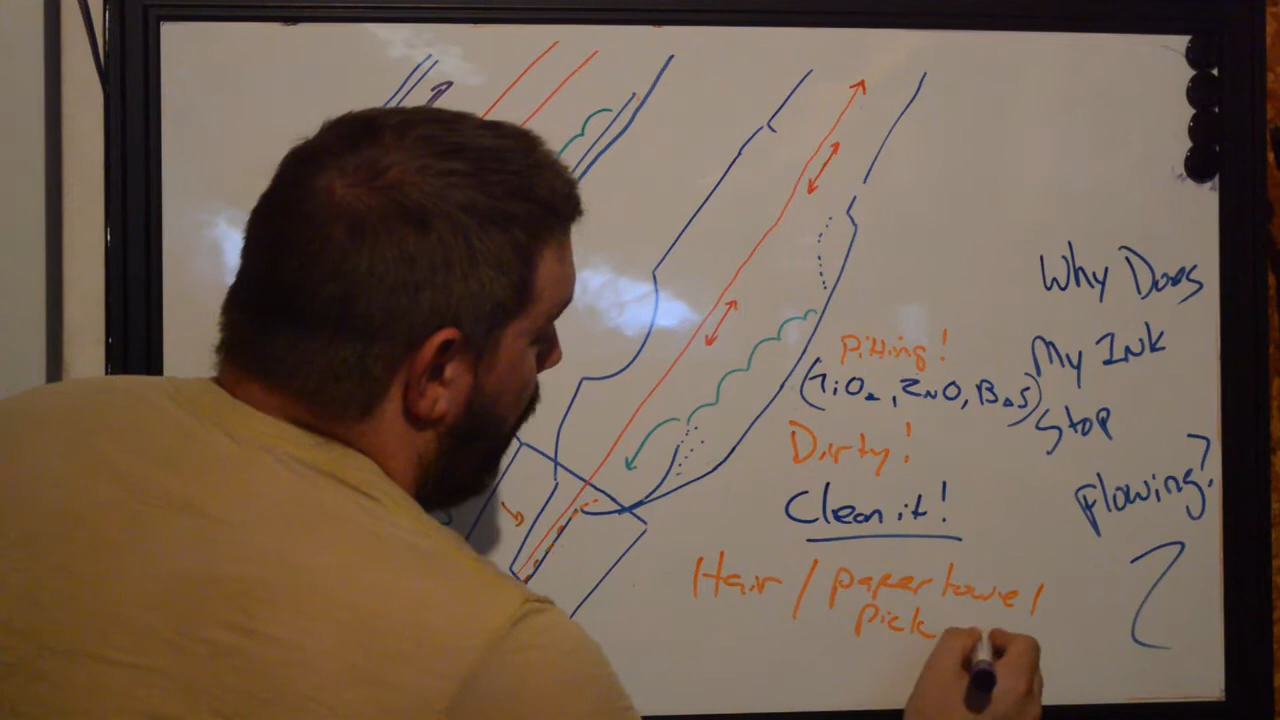 Why Does
My Ink
Stop
Flowing?
Pitting!
(TiO2, ZNO, BAS)
Dirty!
Clean it!
Hair / paper towel
pick